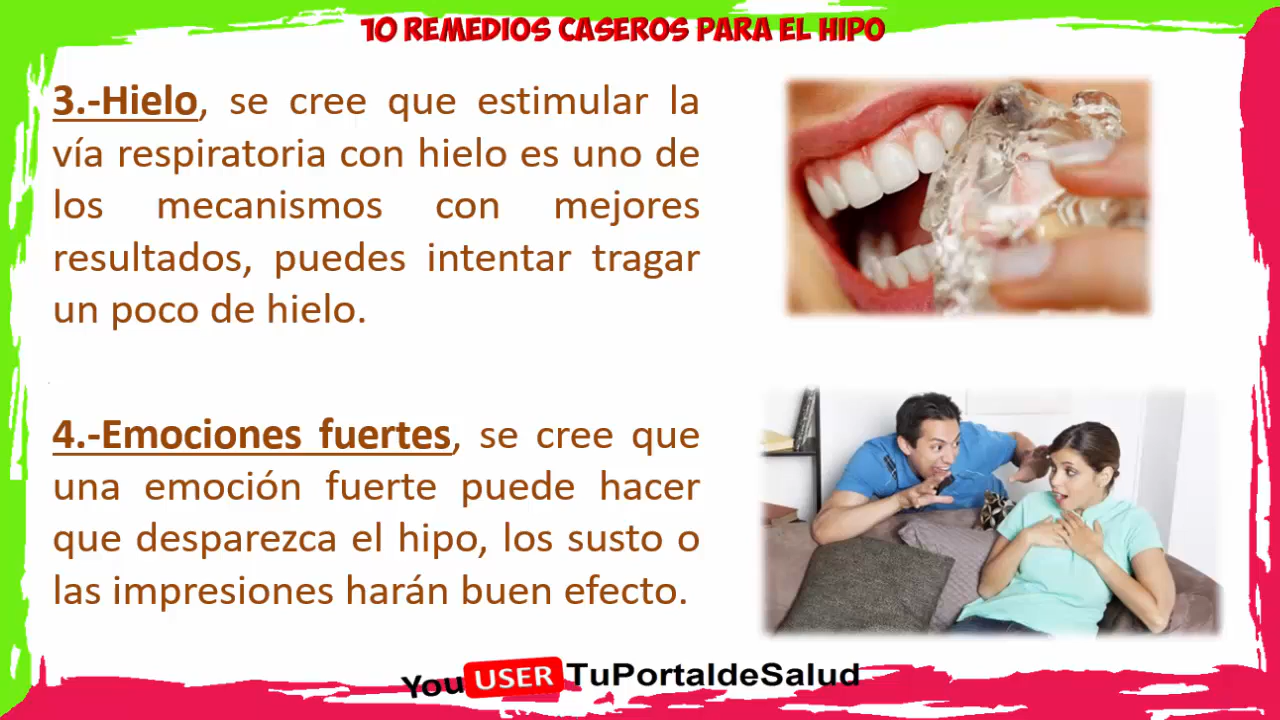 10 REMEDIOS CASEROS PARA EL HIPO
3.-Hielo, se cree que estimular la
vía respiratoria con hielo es uno de
los mecanismos con mejores
resultados, puedes intentar tragar
un poco de hielo.
4.-Emociones fuertes, se cree que
una emoción fuerte puede hacer
que desparezca el hipo, los susto o
las impresiones harán buen efecto.
You USER TuPortaldeSalud